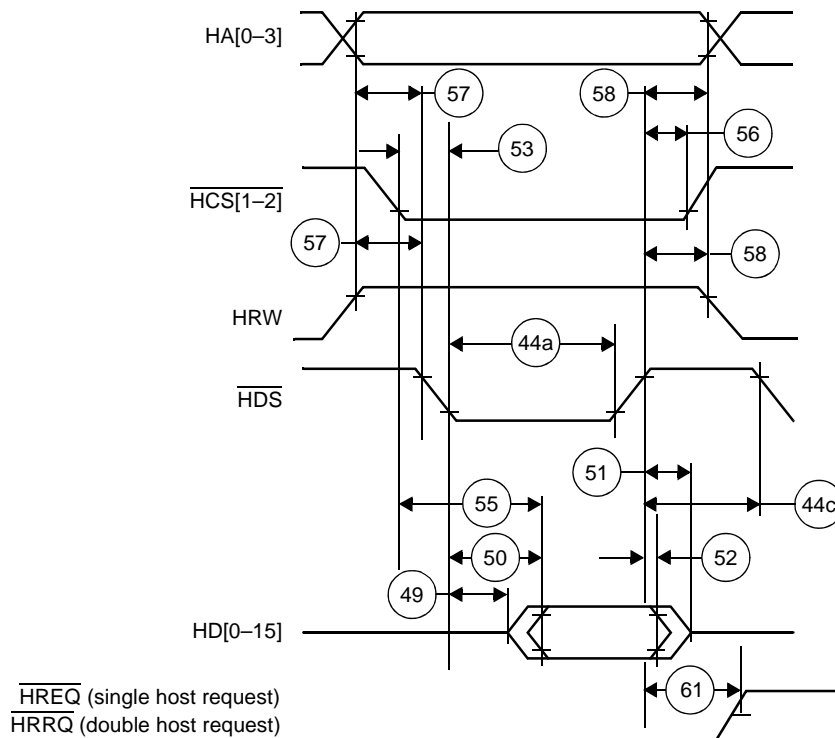 HA[0–3]
57
58
56
53
HCS[1–2]
57
58
HRW
44a
HDS
51
55
44c
50
52
49
HD[0–15]
61
HREQ (single host request)
HRRQ (double host request)